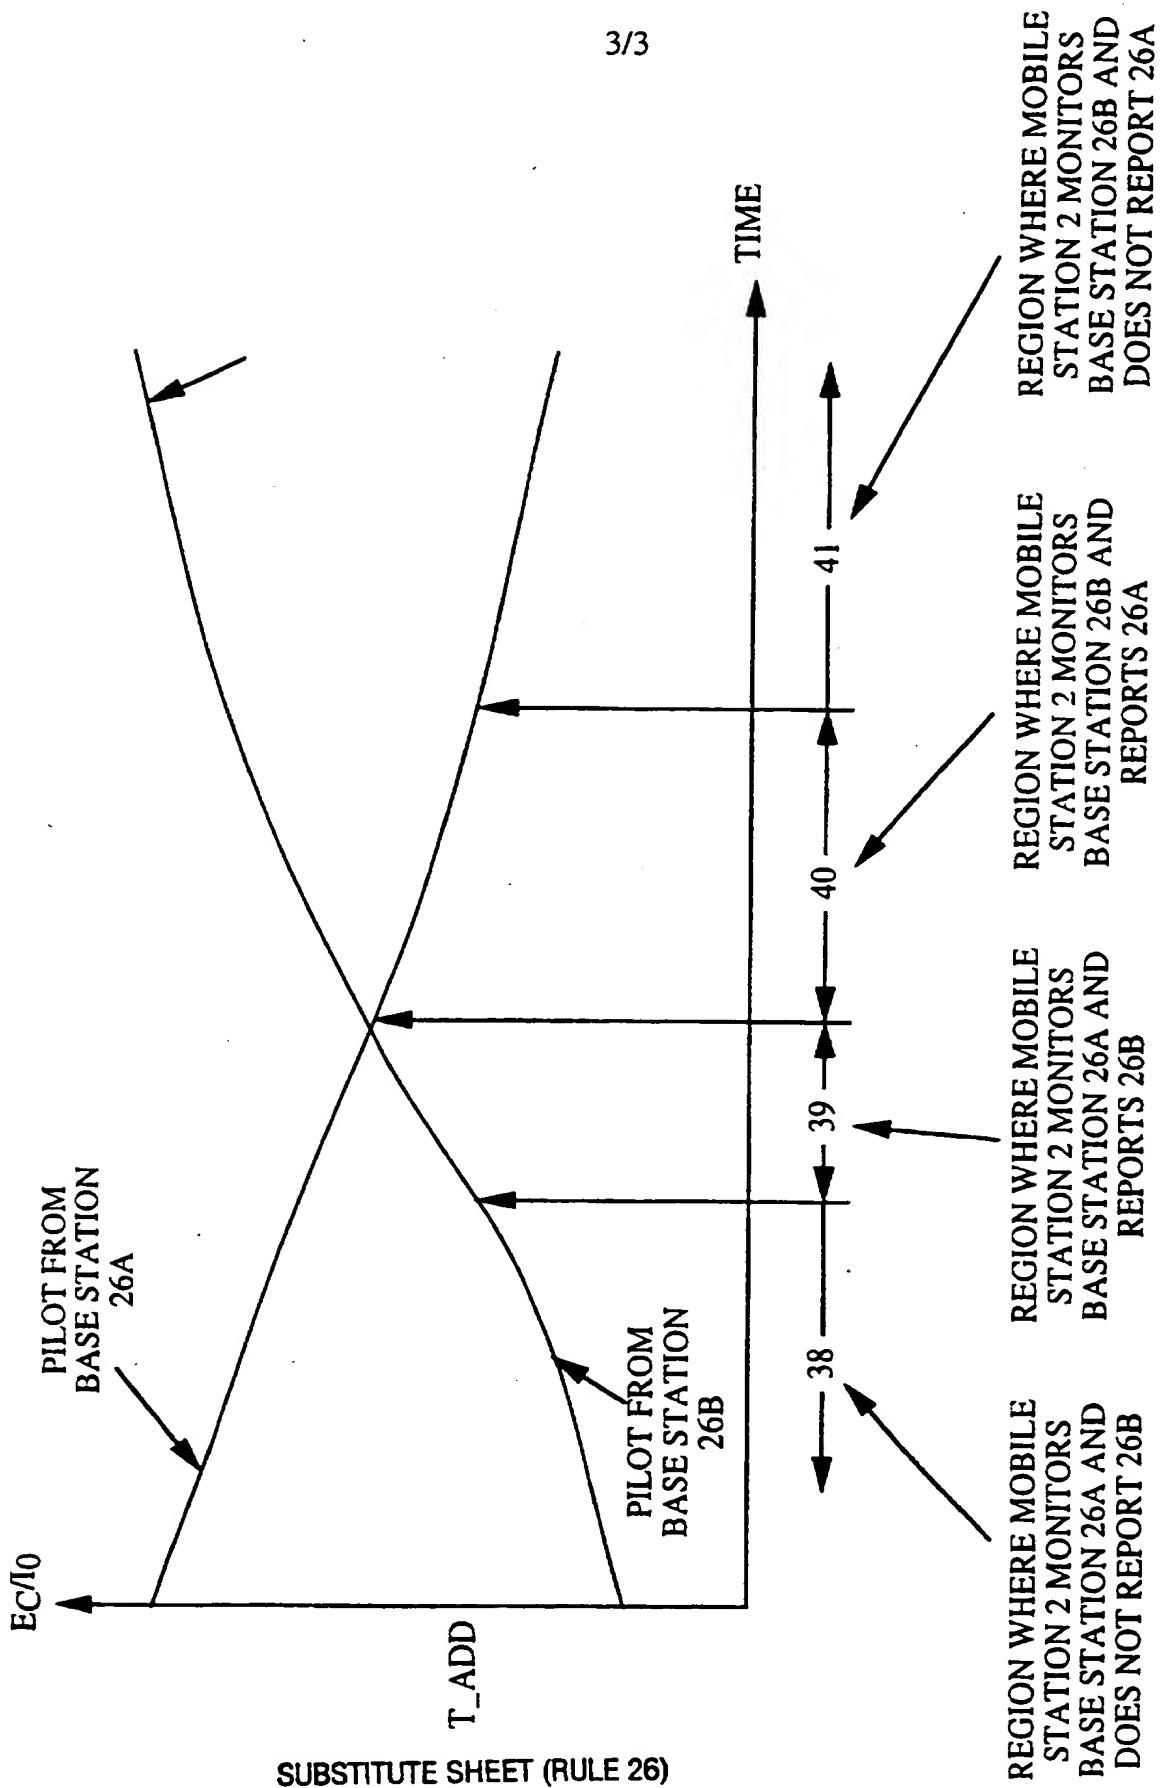 3/3
EC/I0
PILOT FROM
BASE STATION
26A
T_ADD
PILOT FROM
BASE STATION
26B
TIME
38
39
40
41
REGION WHERE MOBILE
STATION 2 MONITORS
BASE STATION 26A AND
DOES NOT REPORT 26B
REGION WHERE MOBILE
STATION 2 MONITORS
BASE STATION 26A AND
REPORTS 26B
REGION WHERE MOBILE
STATION 2 MONITORS
BASE STATION 26B AND
REPORTS 26A
REGION WHERE MOBILE
STATION 2 MONITORS
BASE STATION 26B AND
DOES NOT REPORT 26A
SUBSTITUTE SHEET (RULE 26)